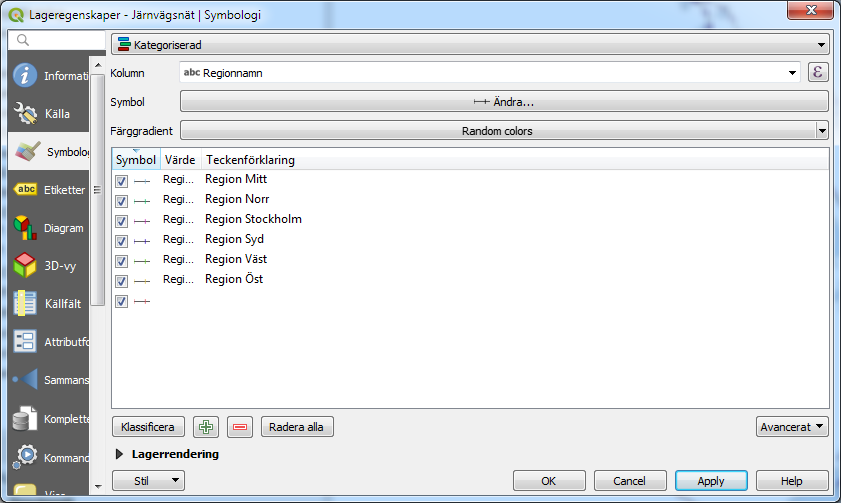 Lageregenskaper - Järnvägsnät | Symbologi
Informati
Källa
Symbolog
abc Etiketter
Diagram
3D-vy
Källfält
Attributfo
Sammans
Komplette
Kommand
Visa
Kategoriserad
Kolumn abc Regionnamn ε
Symbol Ändra...
Färggradient Random colors
Symbol Värde Teckenförklaring
Regi... Region Mitt
Regi... Region Norr
Regi... Region Stockholm
Regi... Region Syd
Regi... Region Väst
Regi... Region Öst
Klassificera Radera alla Avancerat
Lagerrendering
Stil OK Cancel Apply Help